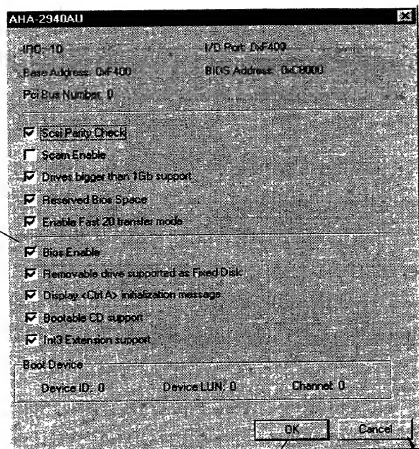 AHA-2940AU
IRQ: 10
I/O Port: 0xF400
Base Address: 0xF400
BIOS Address: 0xC8000
Pci Bus Number: 0
Scsi Parity Check
Scam Enable
Drives bigger than 1Gb support
Reserved Bios Space
Enable Fast 20 transfer mode
Bios Enable
Removable drive supported as Fixed Disk
Display <Ctrl A> initialization message
Bootable CD support
Int3 Extension support
Boot Device
Device ID: 0
Device LUN: 0
Channel: 0
OK
Cancel